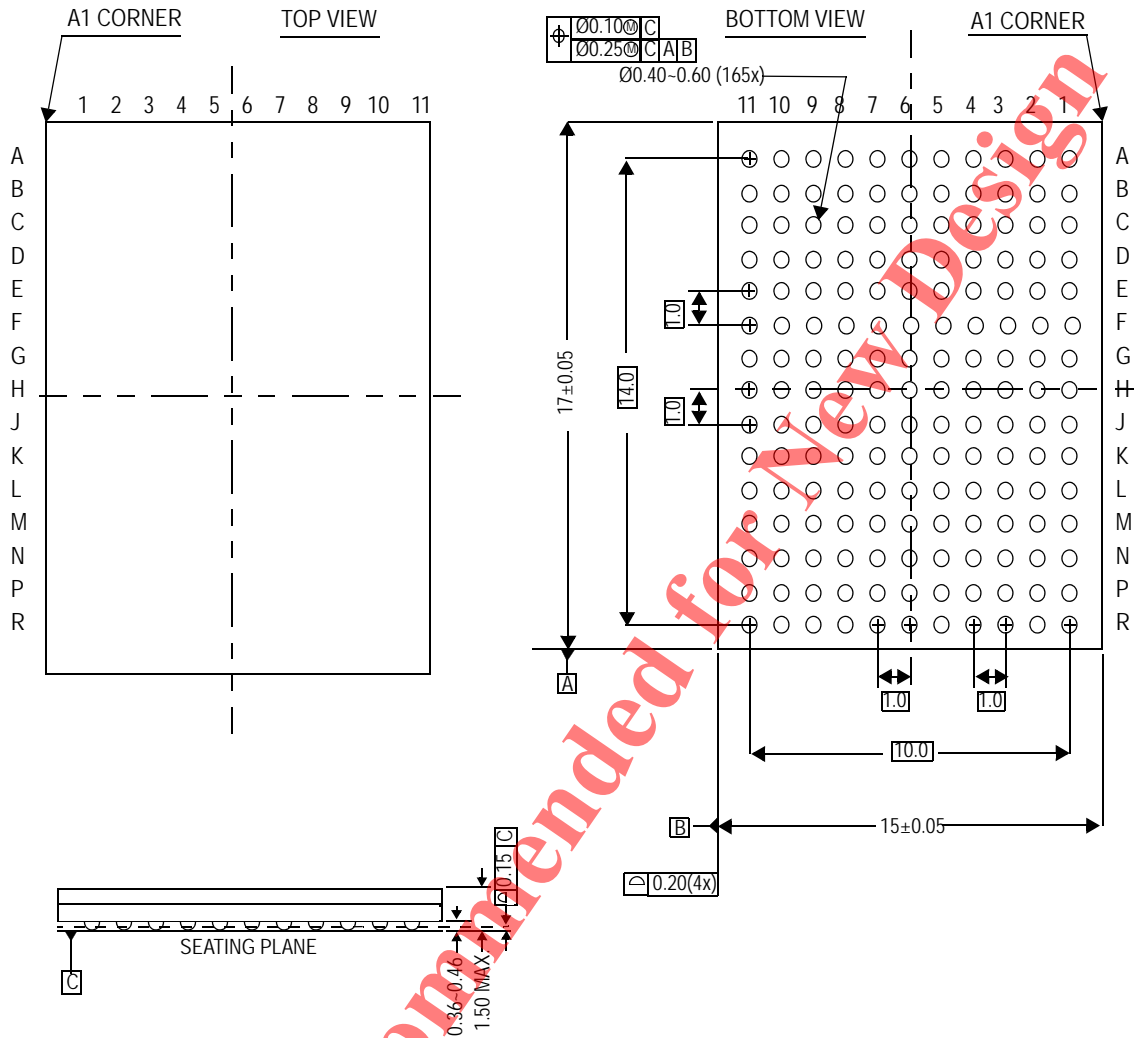 A1 CORNER
TOP VIEW
BOTTOM VIEW
A1 CORNER
Ø0.10Ⓜ C
Ø0.25Ⓜ C A B
Ø0.40~0.60 (165x)
1 2 3 4 5 6 7 8 9 10 11
11 10 9 8 7 6 5 4 3 2 1
A
B
C
D
E
F
G
H
J
K
L
M
N
P
R
A
B
C
D
E
F
G
H
J
K
L
M
N
P
R
17±0.05
14.0
1.0
1.0
A
1.0
1.0
10.0
B
15±0.05
0.20(4x)
0.15 C
SEATING PLANE
C
0.36~0.46
1.50 MAX.
ommended for New Design